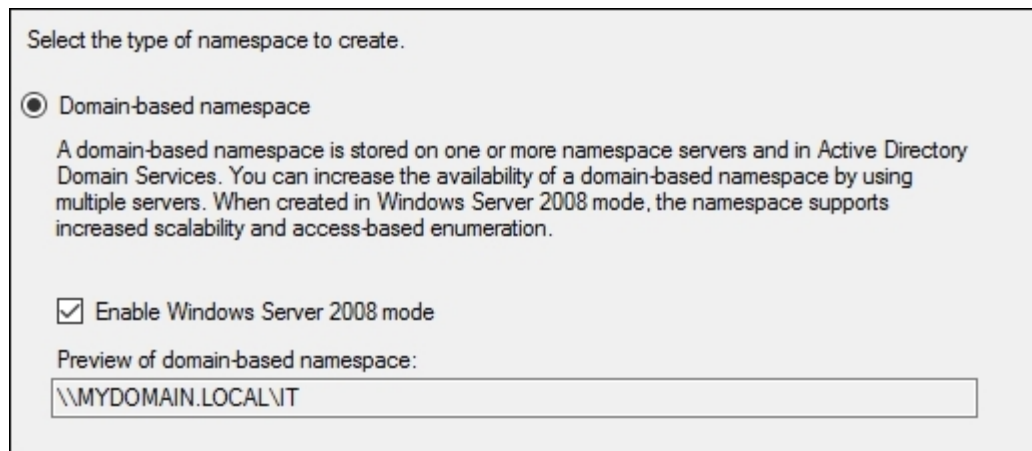 Select the type of namespace to create.
Domain-based namespace
A domain-based namespace is stored on one or more namespace servers and in Active Directory
Domain Services. You can increase the availability of a domain-based namespace by using
multiple servers. When created in Windows Server 2008 mode, the namespace supports
increased scalability and access-based enumeration.
Enable Windows Server 2008 mode
Preview of domain-based namespace:
\\MYDOMAIN.LOCAL\IT